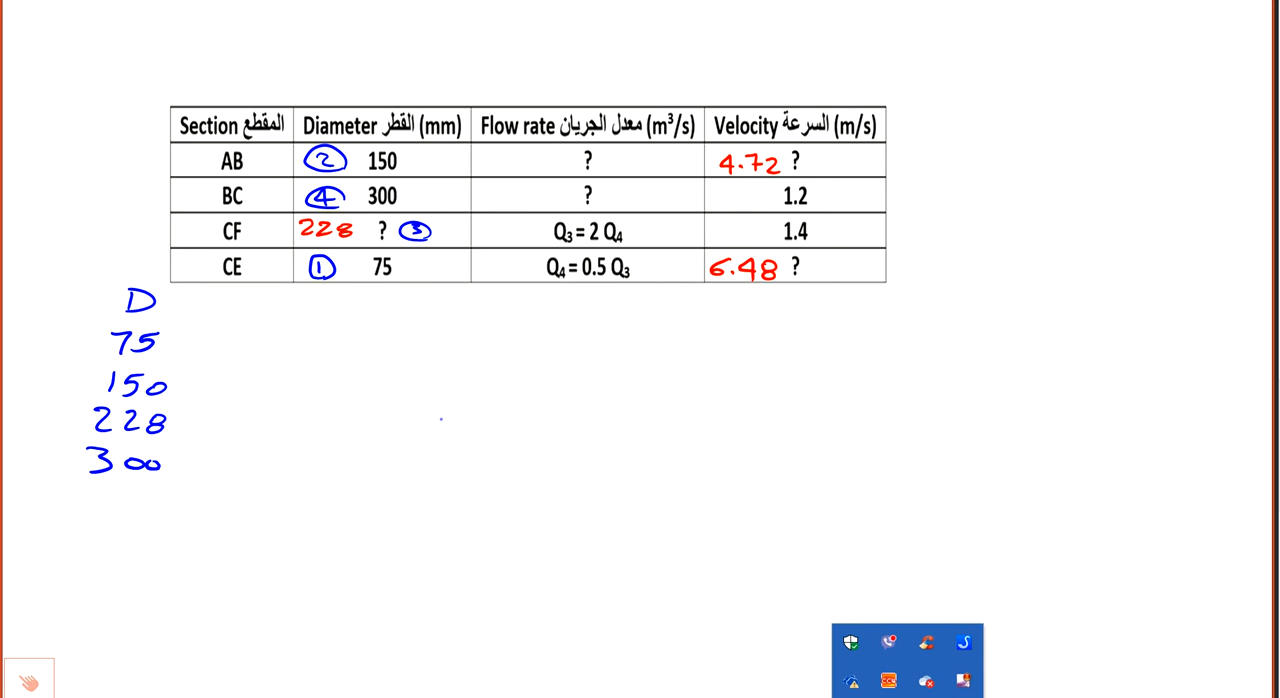 Section المقطع Diameter القطر (mm) Flow rate معدل الجريان (m³/s) Velocity السرعة (m/s)
AB 2 150 ? 4.72 ?
BC 4 300 ? 1.2
CF 228 ? 3 Q₃ = 2 Q₄ 1.4
CE 1 75 Q₄ = 0.5 Q₃ 6.48 ?
D
75
150
228
300